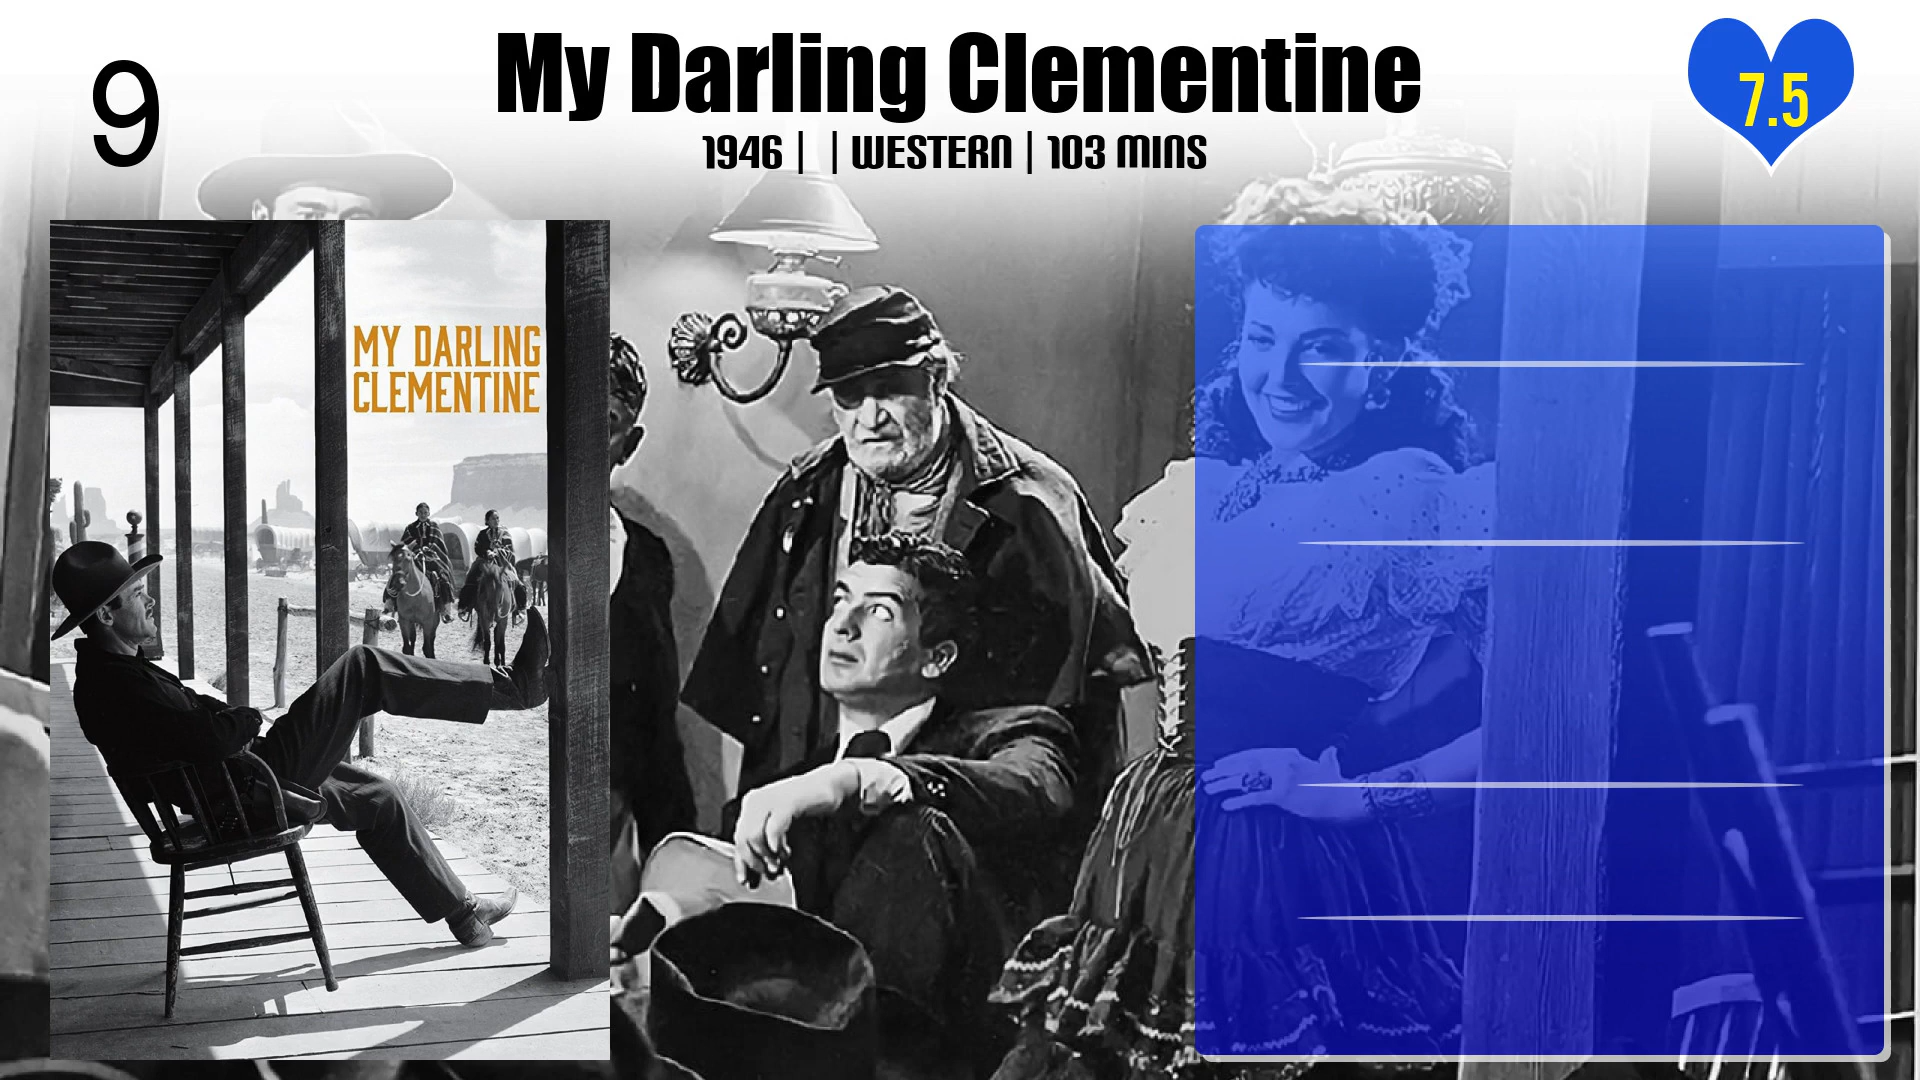 9
My Darling Clementine
1946 | | WESTERN | 103 MINS
7.5
MY DARLING
CLEMENTINE